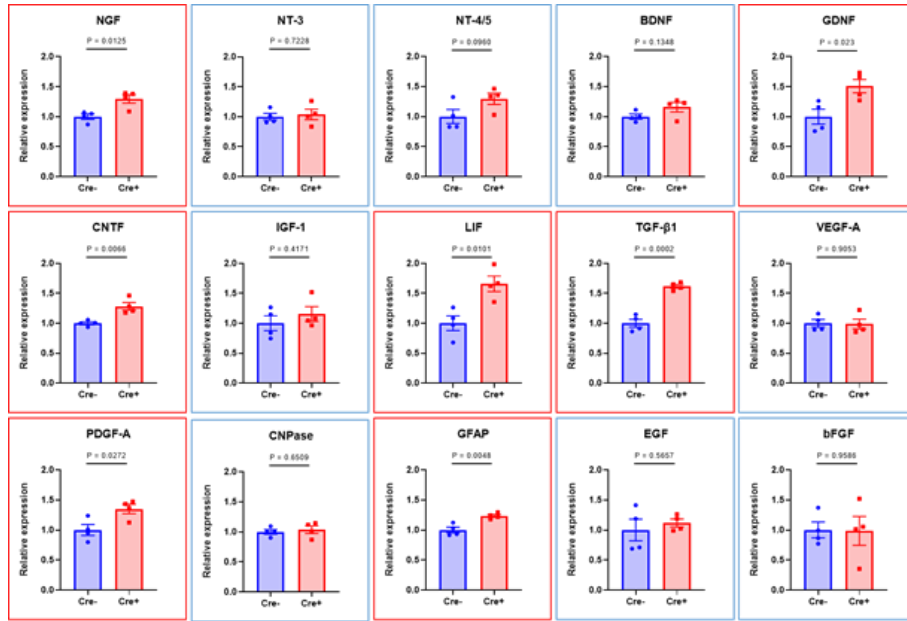 NGF
P = 0.0125
Relative expression
2.0
1.5
1.0
0.5
0.0
Cre-
Cre+
NT-3
P = 0.7228
Relative expression
2.0
1.5
1.0
0.5
0.0
Cre-
Cre+
NT-4/5
P = 0.0960
Relative expression
2.0
1.5
1.0
0.5
0.0
Cre-
Cre+
BDNF
P = 0.1348
Relative expression
2.0
1.5
1.0
0.5
0.0
Cre-
Cre+
GDNF
P = 0.023
Relative expression
2.0
1.5
1.0
0.5
0.0
Cre-
Cre+
CNTF
P = 0.0066
Relative expression
2.0
1.5
1.0
0.5
0.0
Cre-
Cre+
IGF-1
P = 0.4171
Relative expression
2.0
1.5
1.0
0.5
0.0
Cre-
Cre+
LIF
P = 0.0101
Relative expression
2.0
1.5
1.0
0.5
0.0
Cre-
Cre+
TGF-β1
P = 0.0002
Relative expression
2.0
1.5
1.0
0.5
0.0
Cre-
Cre+
VEGF-A
P = 0.9053
Relative expression
2.0
1.5
1.0
0.5
0.0
Cre-
Cre+
PDGF-A
P = 0.0272
Relative expression
2.0
1.5
1.0
0.5
0.0
Cre-
Cre+
CNPase
P = 0.6509
Relative expression
2.0
1.5
1.0
0.5
0.0
Cre-
Cre+
GFAP
P = 0.0048
Relative expression
2.0
1.5
1.0
0.5
0.0
Cre-
Cre+
EGF
P = 0.5657
Relative expression
2.0
1.5
1.0
0.5
0.0
Cre-
Cre+
bFGF
P = 0.9586
Relative expression
2.0
1.5
1.0
0.5
0.0
Cre-
Cre+